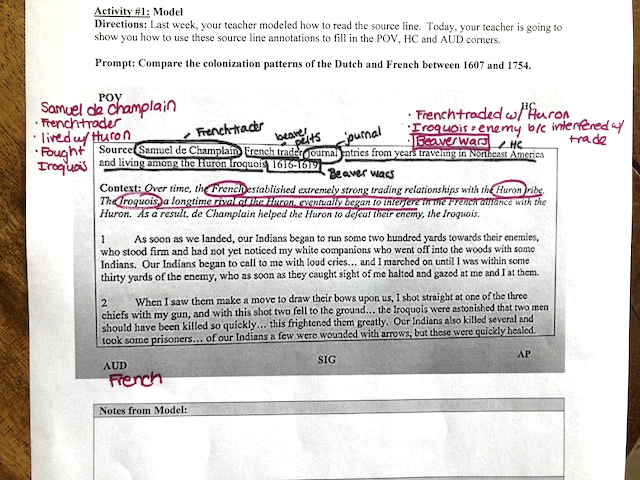 Activity #1: Model
Directions: Last week, your teacher modeled how to read the source line. Today, your teacher is going to
show you how to use these source line annotations to fill in the POV, HC and AUD corners.
Prompt: Compare the colonization patterns of the Dutch and French between 1607 and 1754.
POV
HC
Samuel de Champlain
• French trader
• lived w/ Huron
• Fought
Iroquois
• French traded w/ Huron
• Iroquois = enemy b/c interfered w/
trade
Beaver wars
French trader
beaver
pelts
journal
HC
Source: Samuel de Champlain, French trader, journal entries from years traveling in Northeast America
and living among the Huron Iroquois, 1616-1619
Beaver wars
Context: Over time, the French established extremely strong trading relationships with the Huron tribe.
The Iroquois, a longtime rival of the Huron, eventually began to interfere in the French alliance with the
Huron. As a result, de Champlain helped the Huron to defeat their enemy, the Iroquois.
1 As soon as we landed, our Indians began to run some two hundred yards towards their enemies,
who stood firm and had not yet noticed my white companions who went off into the woods with some
Indians. Our Indians began to call to me with loud cries… and I marched on until I was within some
thirty yards of the enemy, who as soon as they caught sight of me halted and gazed at me and I at them.
2 When I saw them make a move to draw their bows upon us, I shot straight at one of the three
chiefs with my gun, and with this shot two fell to the ground… the Iroquois were astonished that two men
should have been killed so quickly… this frightened them greatly. Our Indians also killed several and
took some prisoners… of our Indians a few were wounded with arrows, but these were quickly healed.
AUD
SIG
AP
French
Notes from Model: